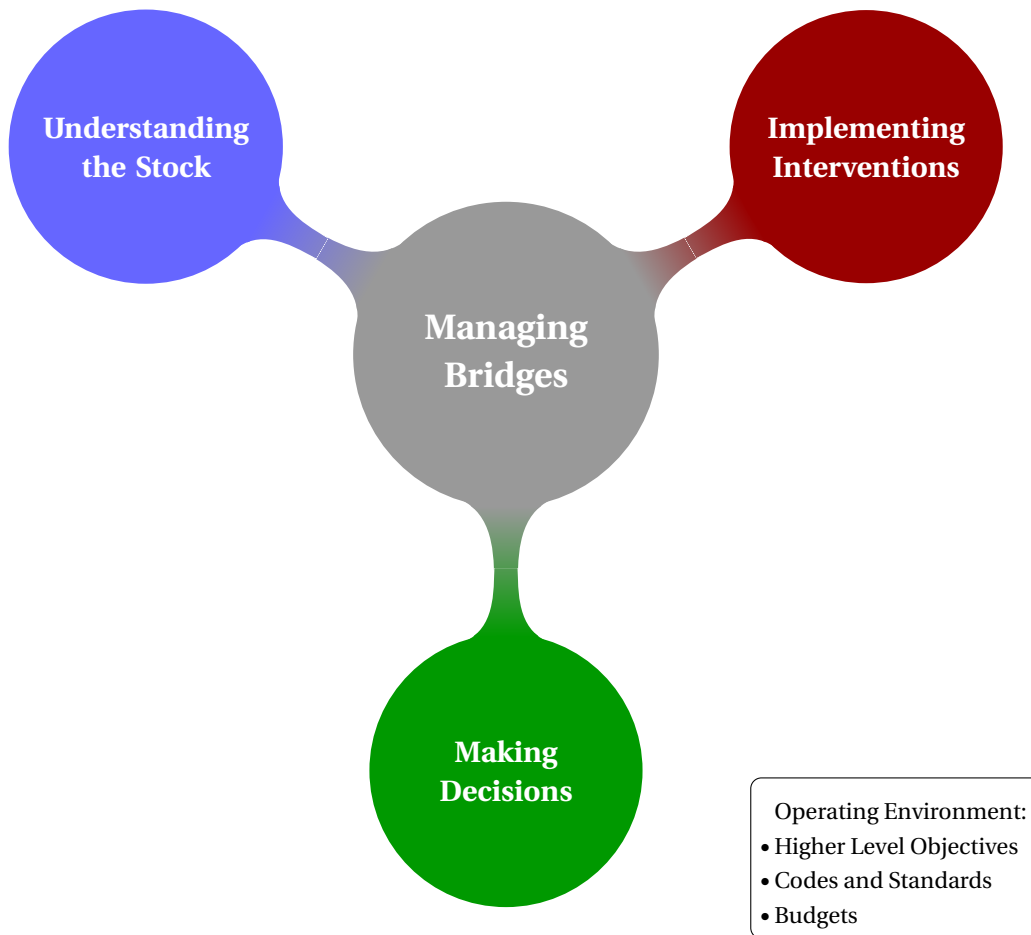 Understanding
the Stock
Implementing
Interventions
Managing
Bridges
Making
Decisions
Operating Environment:
• Higher Level Objectives
• Codes and Standards
• Budgets